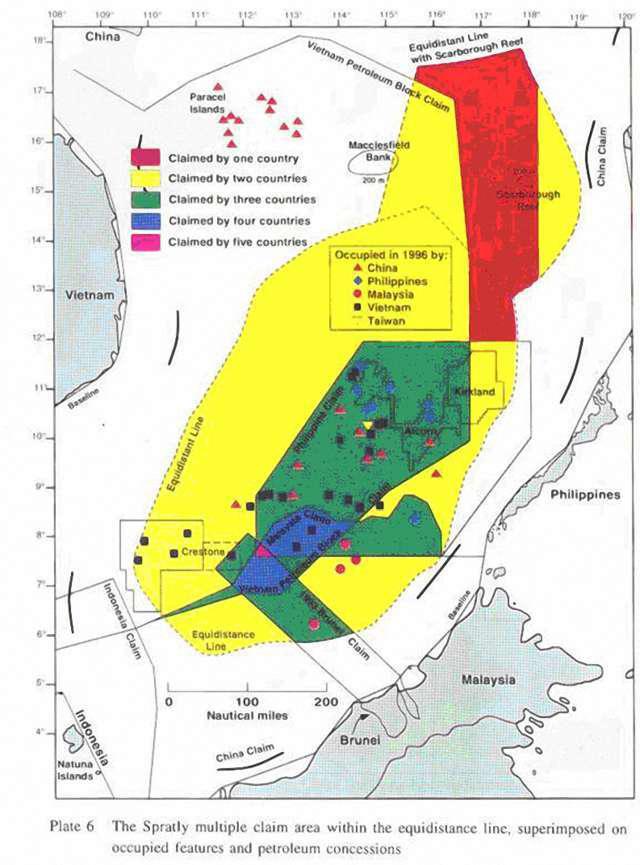 108° 109° 110° 111° 112° 113° 114° 115° 116° 117° 118° 119° 120°
18°
17°
16°
15°
14°
13°
12°
11°
10°
9°
8°
7°
6°
5°
4°
China
Equidistant Line
with Scarborough Reef
Vietnam Petroleum Block Claim
Paracel
Islands
Macclesfield
Bank
200 m
China Claim
Claimed by one country
Claimed by two countries
Claimed by three countries
Claimed by four countries
Claimed by five countries
Scarborough
Reef
Occupied in 1996 by:
China
Philippines
Malaysia
Vietnam
Taiwan
Vietnam
Baseline
Kirkland
Philippine Claim
Alcorn
Equidistant Line
Philippines
Claim
Malaysia Claim
Crestone
Vietnam Petroleum Block
Indonesia Claim
Brunei
Claim
Baseline
Equidistance
Line
Malaysia
0 100 200
Nautical miles
Brunei
China Claim
Indonesia
Natuna
Islands
Plate 6 The Spratly multiple claim area within the equidistance line, superimposed on
occupied features and petroleum concessions